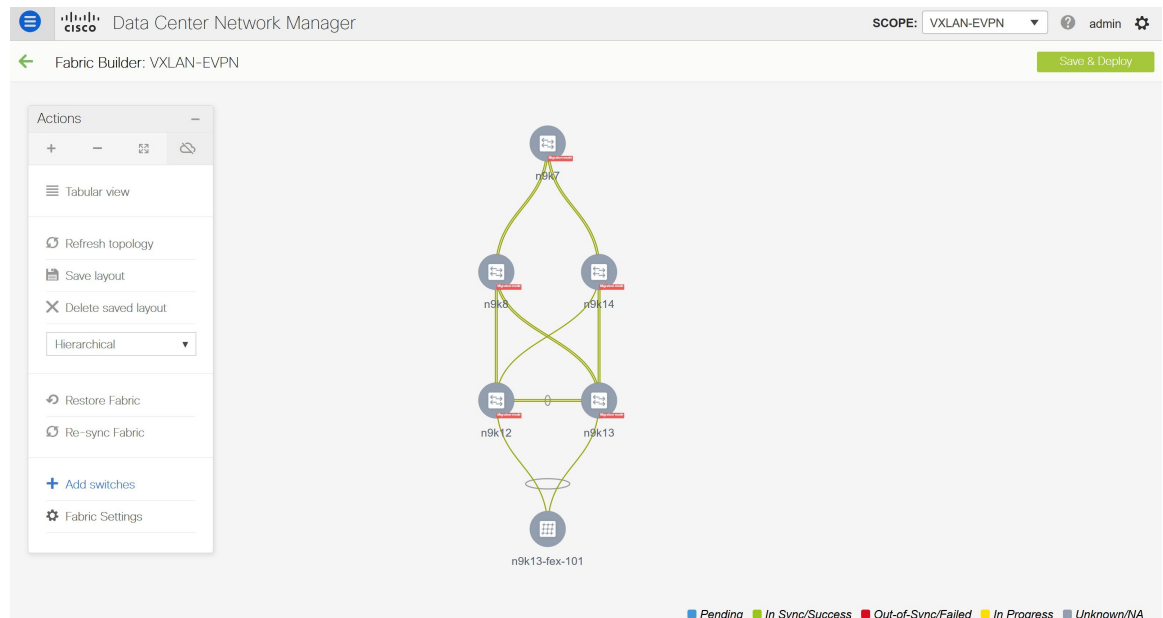 cisco Data Center Network Manager SCOPE: VXLAN-EVPN admin
Fabric Builder: VXLAN-EVPN Save & Deploy
Actions
Tabular view
Refresh topology
Save layout
Delete saved layout
Hierarchical
Restore Fabric
Re-sync Fabric
Add switches
Fabric Settings
n9k7
n9k8 n9k14
n9k12 n9k13
n9k13-fex-101
Pending In Sync/Success Out-of-Sync/Failed In Progress Unknown/NA